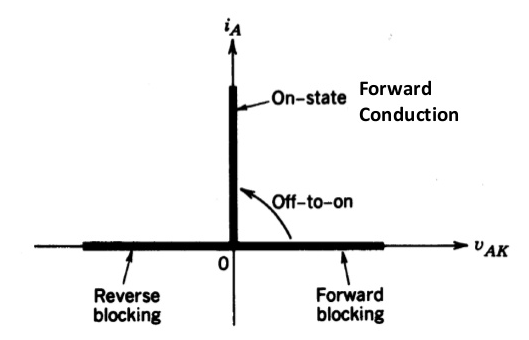 i_A
On-state Forward
Conduction
Off-to-on
0
v_AK
Reverse
blocking
Forward
blocking